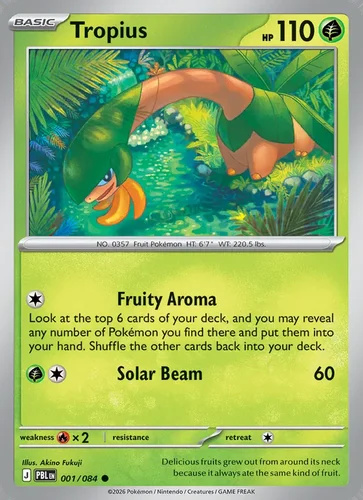 BASIC
Tropius
HP 110
NO. 0357 Fruit Pokémon HT: 6'7" WT: 220.5 lbs.
Fruity Aroma
Look at the top 6 cards of your deck, and you may reveal
any number of Pokémon you find there and put them into
your hand. Shuffle the other cards back into your deck.
Solar Beam 60
weakness ×2 resistance retreat
Illus. Akino Fukuji
J PBL EN 001/084
Delicious fruits grew out from around its neck
because it always ate the same kind of fruit.
©2026 Pokémon / Nintendo / Creatures / GAME FREAK